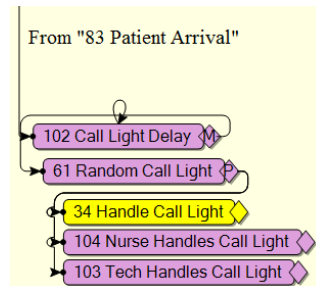 From "83 Patient Arrival"
102 Call Light Delay M
61 Random Call Light P
34 Handle Call Light
104 Nurse Handles Call Light
103 Tech Handles Call Light